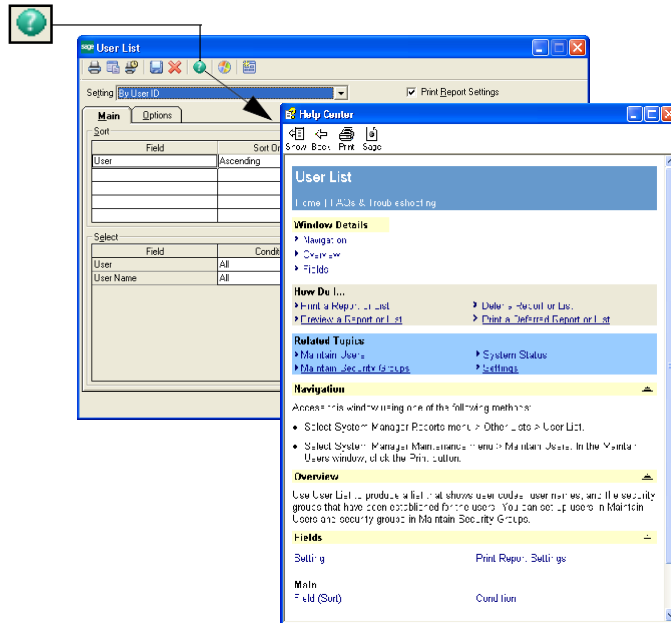 sage User List
Setting By User ID
Print Report Settings
Main Options
Sort
Field Sort Or
User Ascending
Select
Field Condit
User All
User Name All
Help Center
Show Back Print Sage
User List
Home | FAQs & Troubleshooting
Window Details
Navigation
Overview
Fields
How Do I...
Print a Report or List Defer a Report or List
Preview a Report or List Print a Deferred Report or List
Related Topics
Maintain Users System Status
Maintain Security Groups Settings
Navigation
Access this window using one of the following methods:
• Select System Manager Reports menu > Other Lists > User List.
• Select System Manager Maintenance menu > Maintain Users. In the Maintain
Users window, click the Print button.
Overview
Use User List to produce a list that shows user codes, user names, and the security
groups that have been established for the users. You can set up users in Maintain
Users and security groups in Maintain Security Groups.
Fields
Setting Print Report Settings
Main
Field (Sort) Condition